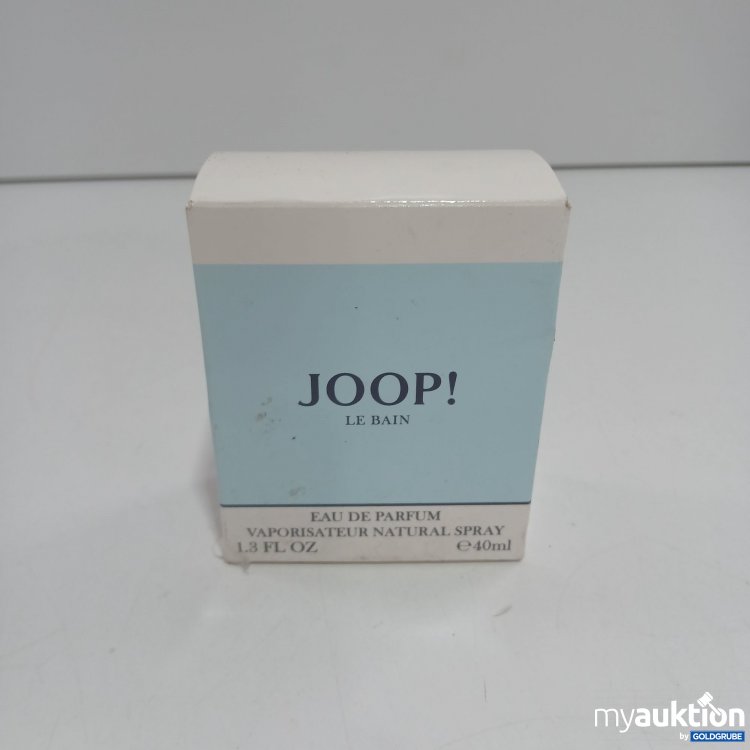 JOOP!
LE BAIN
EAU DE PARFUM
VAPORISATEUR NATURAL SPRAY
1.3 FL OZ ℮40ml
myauktion
by GOLDGRUBE